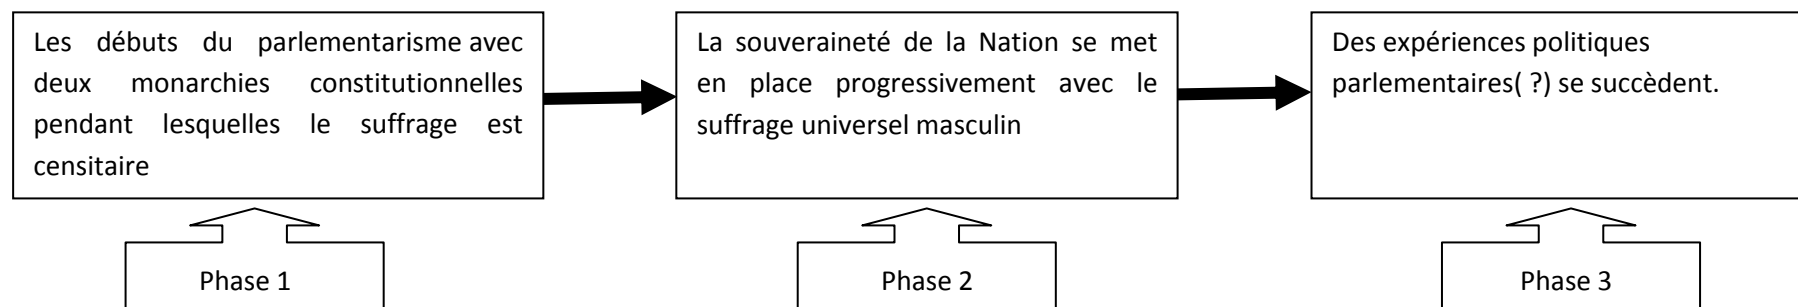 Les débuts du parlementarisme avec
deux monarchies constitutionnelles
pendant lesquelles le suffrage est
censitaire
La souveraineté de la Nation se met
en place progressivement avec le
suffrage universel masculin
Des expériences politiques
parlementaires( ?) se succèdent.
Phase 1
Phase 2
Phase 3